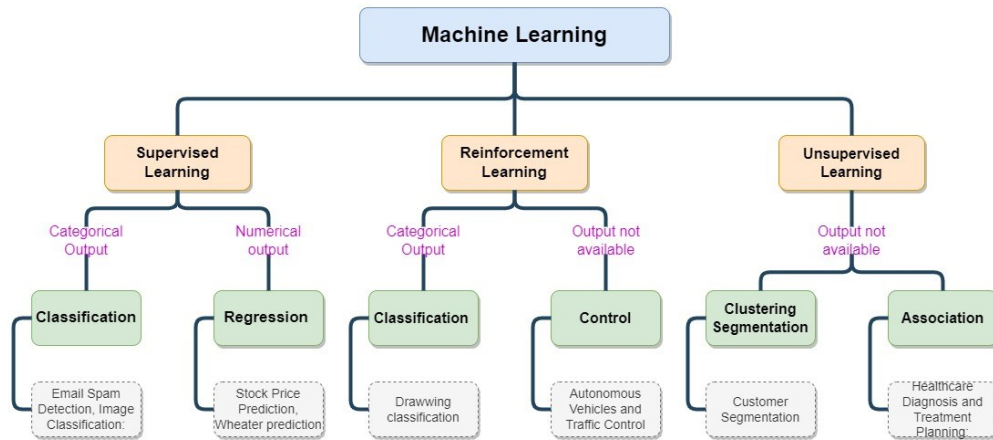 Machine Learning
Supervised
Learning
Reinforcement
Learning
Unsupervised
Learning
Categorical
Output
Numerical
output
Categorical
Output
Output not
available
Output not
available
Classification
Regression
Classification
Control
Clustering
Segmentation
Association
Email Spam
Detection, Image
Classification:
Stock Price
Prediction,
Wheater prediction
Drawwing
classification
Autonomous
Vehicles and
Traffic Control
Customer
Segmentation
Healthcare
Diagnosis and
Treatment
Planning: